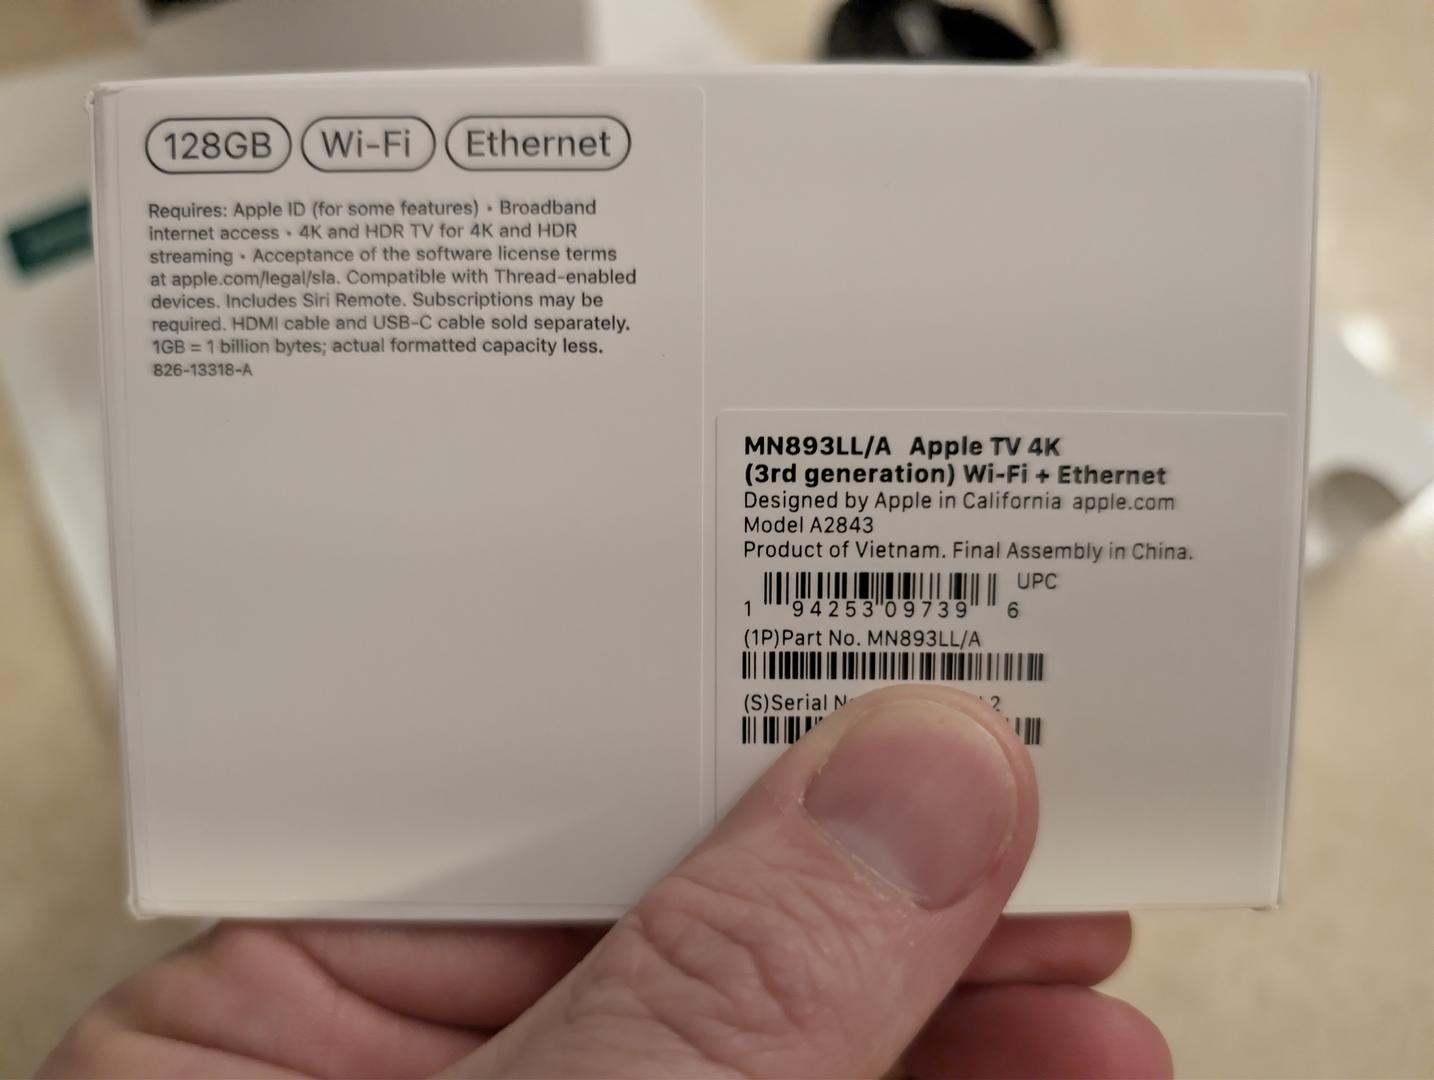 128GB Wi-Fi Ethernet
Requires: Apple ID (for some features) • Broadband
internet access • 4K and HDR TV for 4K and HDR
streaming • Acceptance of the software license terms
at apple.com/legal/sla. Compatible with Thread-enabled
devices. Includes Siri Remote. Subscriptions may be
required. HDMI cable and USB-C cable sold separately.
1GB = 1 billion bytes; actual formatted capacity less.
826-13318-A
MN893LL/A Apple TV 4K
(3rd generation) Wi-Fi + Ethernet
Designed by Apple in California apple.com
Model A2843
Product of Vietnam. Final Assembly in China.
UPC
1 94253 09739 6
(1P)Part No. MN893LL/A
(S)Serial